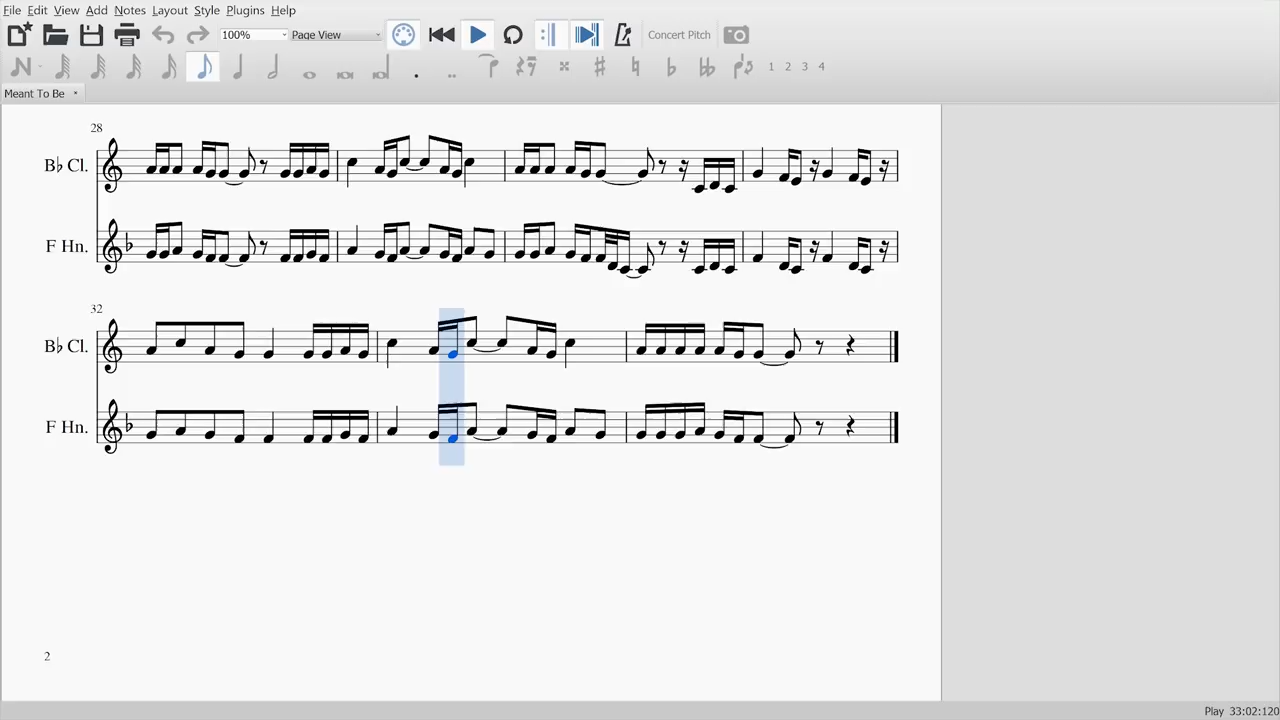 File Edit View Add Notes Layout Style Plugins Help
100% Page View Concert Pitch
1 2 3 4
Meant To Be
28
B♭ Cl.
F Hn.
32
B♭ Cl.
F Hn.
2
Play 33:02:120